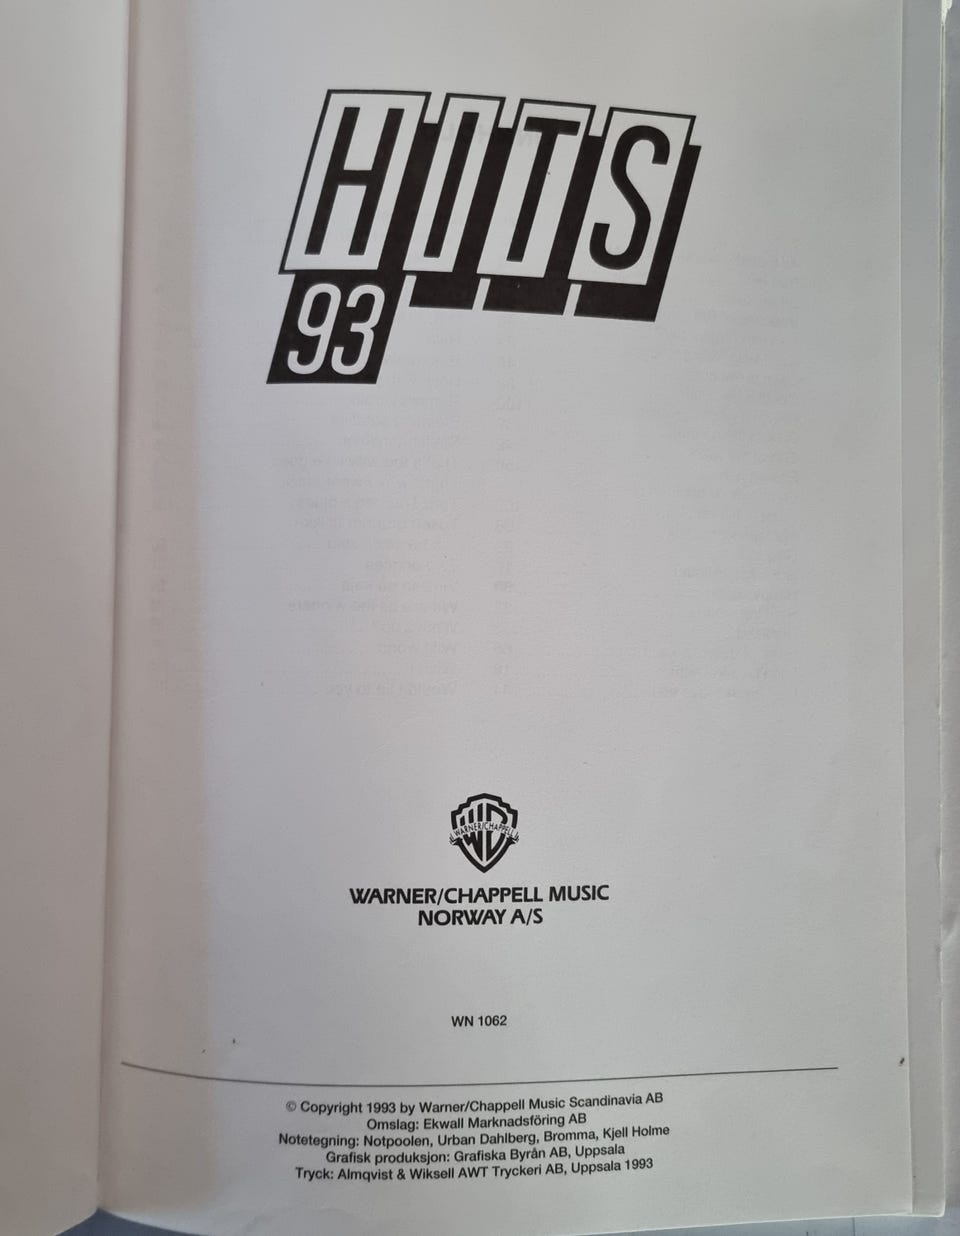 HITS
93
WARNER/CHAPPELL
WARNER/CHAPPELL MUSIC
NORWAY A/S
WN 1062
© Copyright 1993 by Warner/Chappell Music Scandinavia AB
Omslag: Ekwall Marknadsföring AB
Notetegning: Notpoolen, Urban Dahlberg, Bromma, Kjell Holme
Grafisk produksjon: Grafiska Byrån AB, Uppsala
Tryck: Almqvist & Wiksell AWT Tryckeri AB, Uppsala 1993